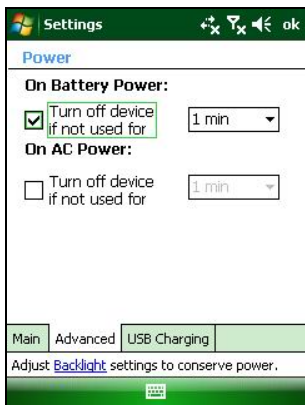 Settings
ok
Power
On Battery Power:
Turn off device
if not used for
1 min
On AC Power:
Turn off device
if not used for
1 min
Main
Advanced
USB Charging
Adjust Backlight settings to conserve power.